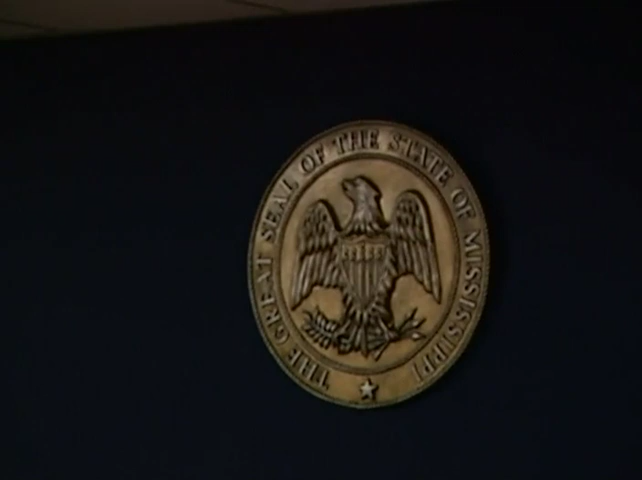 THE GREAT SEAL OF THE STATE OF MISSISSIPPI